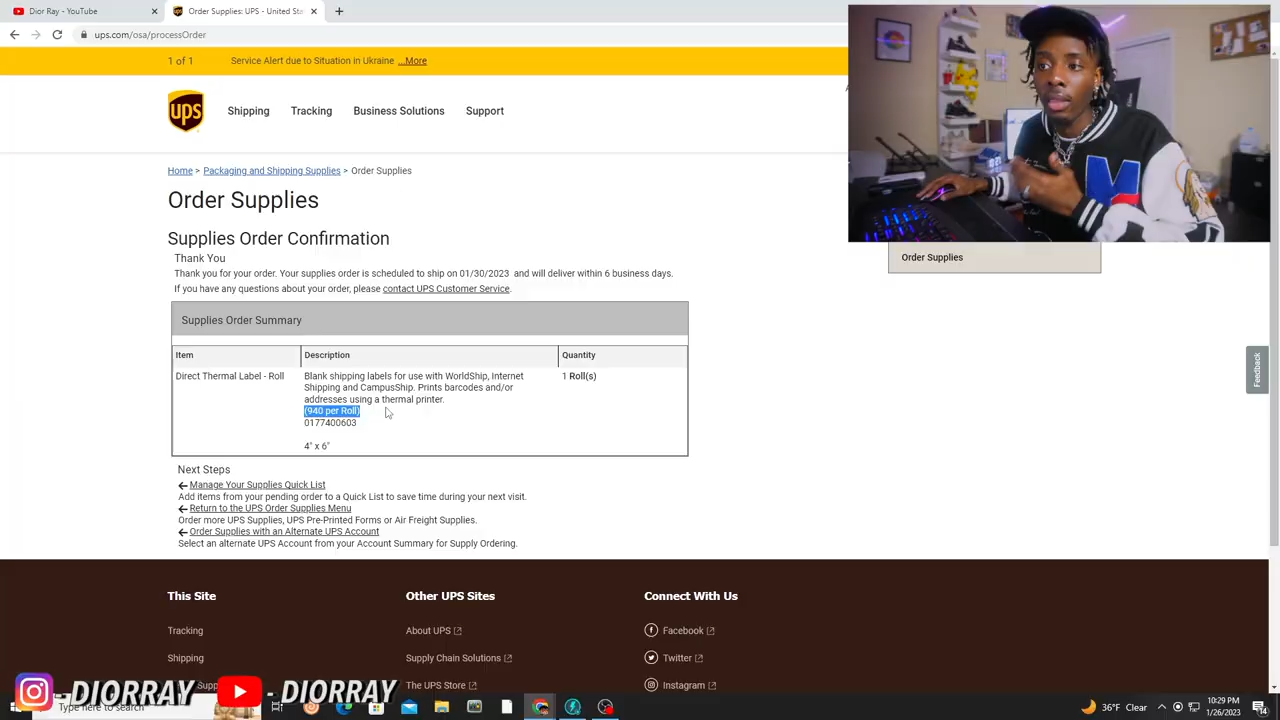 Dior Ray - YouTube
Order Supplies: UPS - United Stat
ups.com/osa/processOrder
1 of 1
Service Alert due to Situation in Ukraine ...More
ups
Shipping
Tracking
Business Solutions
Support
Home > Packaging and Shipping Supplies > Order Supplies
Order Supplies
Supplies Order Confirmation
Thank You
Thank you for your order. Your supplies order is scheduled to ship on 01/30/2023 and will deliver within 6 business days.
If you have any questions about your order, please contact UPS Customer Service.
Order Supplies
Supplies Order Summary
Item
Description
Quantity
Direct Thermal Label - Roll
Blank shipping labels for use with WorldShip, Internet
Shipping and CampusShip. Prints barcodes and/or
addresses using a thermal printer.
(940 per Roll)
0177400603
4" x 6"
1 Roll(s)
Feedback
Next Steps
Manage Your Supplies Quick List
Add items from your pending order to a Quick List to save time during your next visit.
Return to the UPS Order Supplies Menu
Order more UPS Supplies, UPS Pre-Printed Forms or Air Freight Supplies.
Order Supplies with an Alternate UPS Account
Select an alternate UPS Account from your Account Summary for Supply Ordering.
This Site
Other UPS Sites
Connect With Us
Tracking
About UPS
Facebook
Shipping
Supply Chain Solutions
Twitter
The UPS Store
Instagram
-DIORRAY
- DIORRAY
Type here to search
36°F Clear
10:29 PM
1/26/2023
14